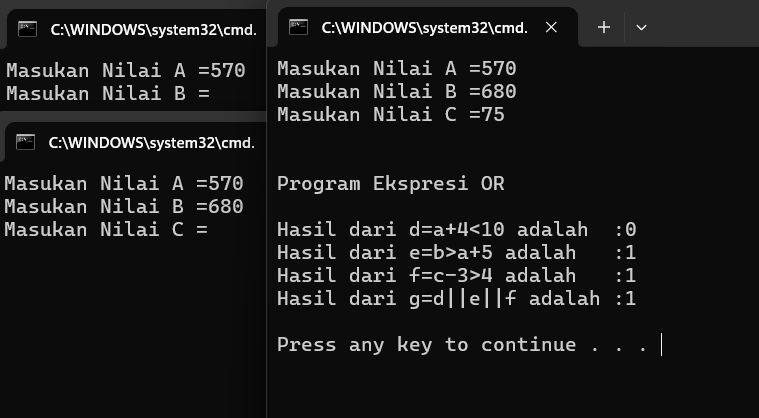 C:\WINDOWS\system32\cmd.
Masukan Nilai A =570
Masukan Nilai B =
C:\WINDOWS\system32\cmd.
Masukan Nilai A =570
Masukan Nilai B =680
Masukan Nilai C =
C:\WINDOWS\system32\cmd.
Masukan Nilai A =570
Masukan Nilai B =680
Masukan Nilai C =75
Program Ekspresi OR
Hasil dari d=a+4<10 adalah  :0
Hasil dari e=b>a+5 adalah   :1
Hasil dari f=c-3>4 adalah   :1
Hasil dari g=d||e||f adalah :1
Press any key to continue . . .